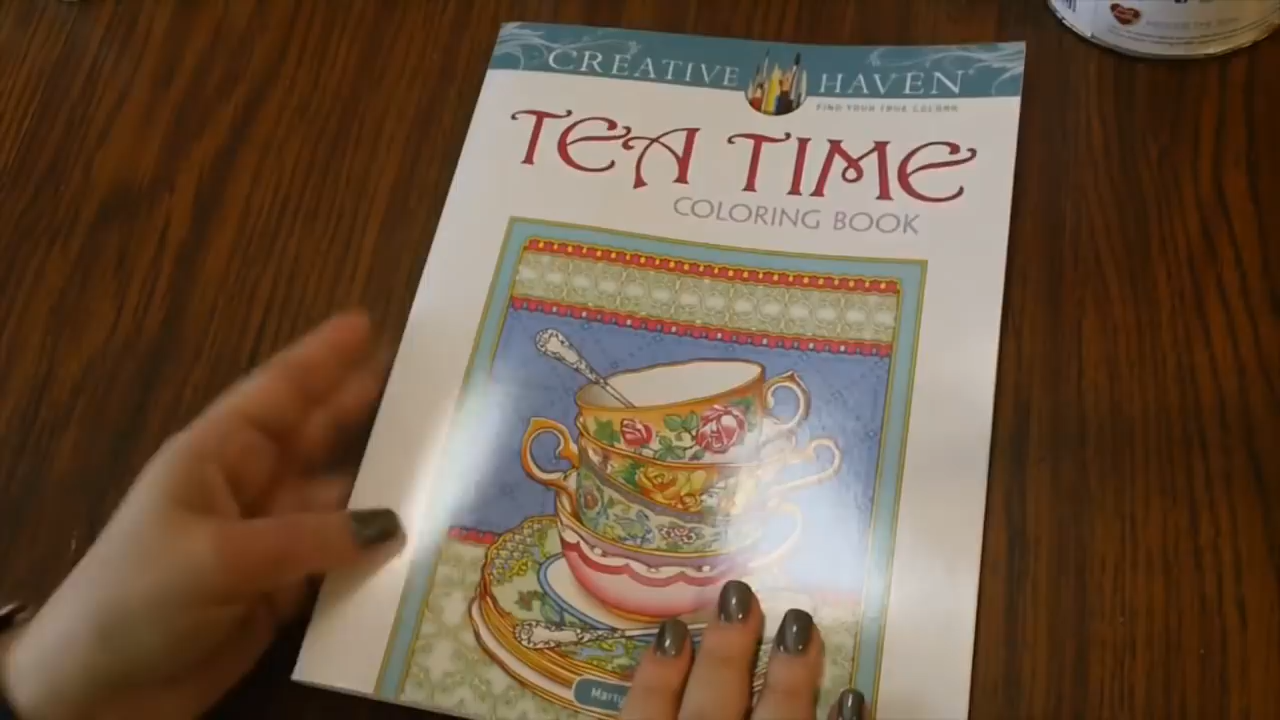 CREATIVE HAVEN
FIND YOUR TRUE COLORS
TEA TIME
COLORING BOOK